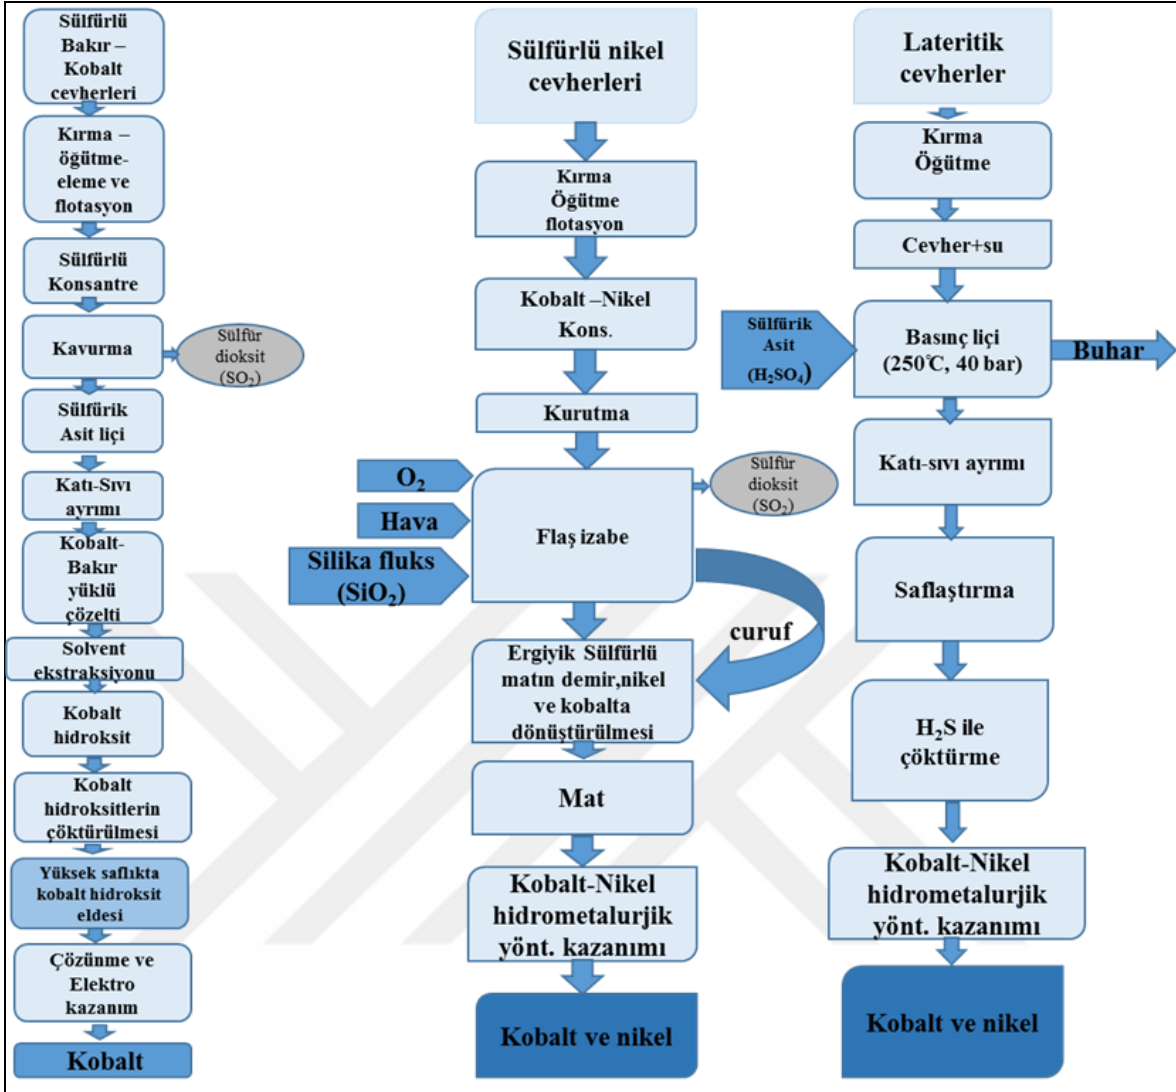 Sülfürlü
Bakır –
Kobalt
cevherleri
Kırma –
öğütme-
eleme ve
flotasyon
Sülfürlü
Konsantre
Kavurma
Sülfür
dioksit
(SO₂)
Sülfürik
Asit liçi
Katı-Sıvı
ayrımı
Kobalt-
Bakır
yüklü
çözelti
Solvent
ekstraksiyonu
Kobalt
hidroksit
Kobalt
hidroksitlerin
çöktürülmesi
Yüksek saflıkta
kobalt hidroksit
eldesi
Çözünme ve
Elektro
kazanım
Kobalt
Sülfürlü nikel
cevherleri
Kırma
Öğütme
flotasyon
Kobalt –Nikel
Kons.
Kurutma
O₂
Hava
Silika fluks
(SiO₂)
Flaş izabe
Sülfür
dioksit
(SO₂)
curuf
Ergiyik Sülfürlü
matın demir,nikel
ve kobalta
dönüştürülmesi
Mat
Kobalt-Nikel
hidrometalurjik
yönt. kazanımı
Kobalt ve nikel
Lateritik
cevherler
Kırma
Öğütme
Cevher+su
Sülfürik
Asit
(H₂SO₄)
Basınç liçi
(250℃, 40 bar)
Buhar
Katı-sıvı ayrımı
Saflaştırma
H₂S ile
çöktürme
Kobalt-Nikel
hidrometalurjik
yönt. kazanımı
Kobalt ve nikel